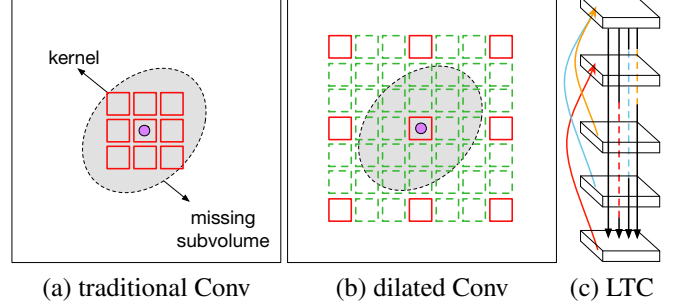 kernel
missing
subvolume
(a) traditional Conv
(b) dilated Conv
(c) LTC